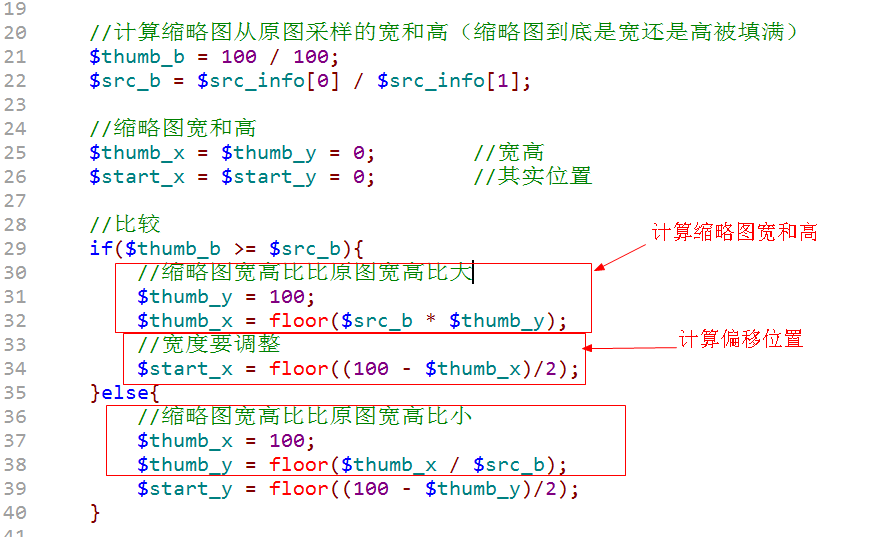 19
20 //计算缩略图从原图采样的宽和高（缩略图到底是宽还是高被填满）
21 $thumb_b = 100 / 100;
22 $src_b = $src_info[0] / $src_info[1];
23
24 //缩略图宽和高
25 $thumb_x = $thumb_y = 0; //宽高
26 $start_x = $start_y = 0; //其实位置
27
28 //比较
29 if($thumb_b >= $src_b){
计算缩略图宽和高
30 //缩略图宽高比比原图宽高比大
31 $thumb_y = 100;
32 $thumb_x = floor($src_b * $thumb_y);
33 //宽度要调整
计算偏移位置
34 $start_x = floor((100 - $thumb_x)/2);
35 }else{
36 //缩略图宽高比比原图宽高比小
37 $thumb_x = 100;
38 $thumb_y = floor($thumb_x / $src_b);
39 $start_y = floor((100 - $thumb_y)/2);
40 }
41